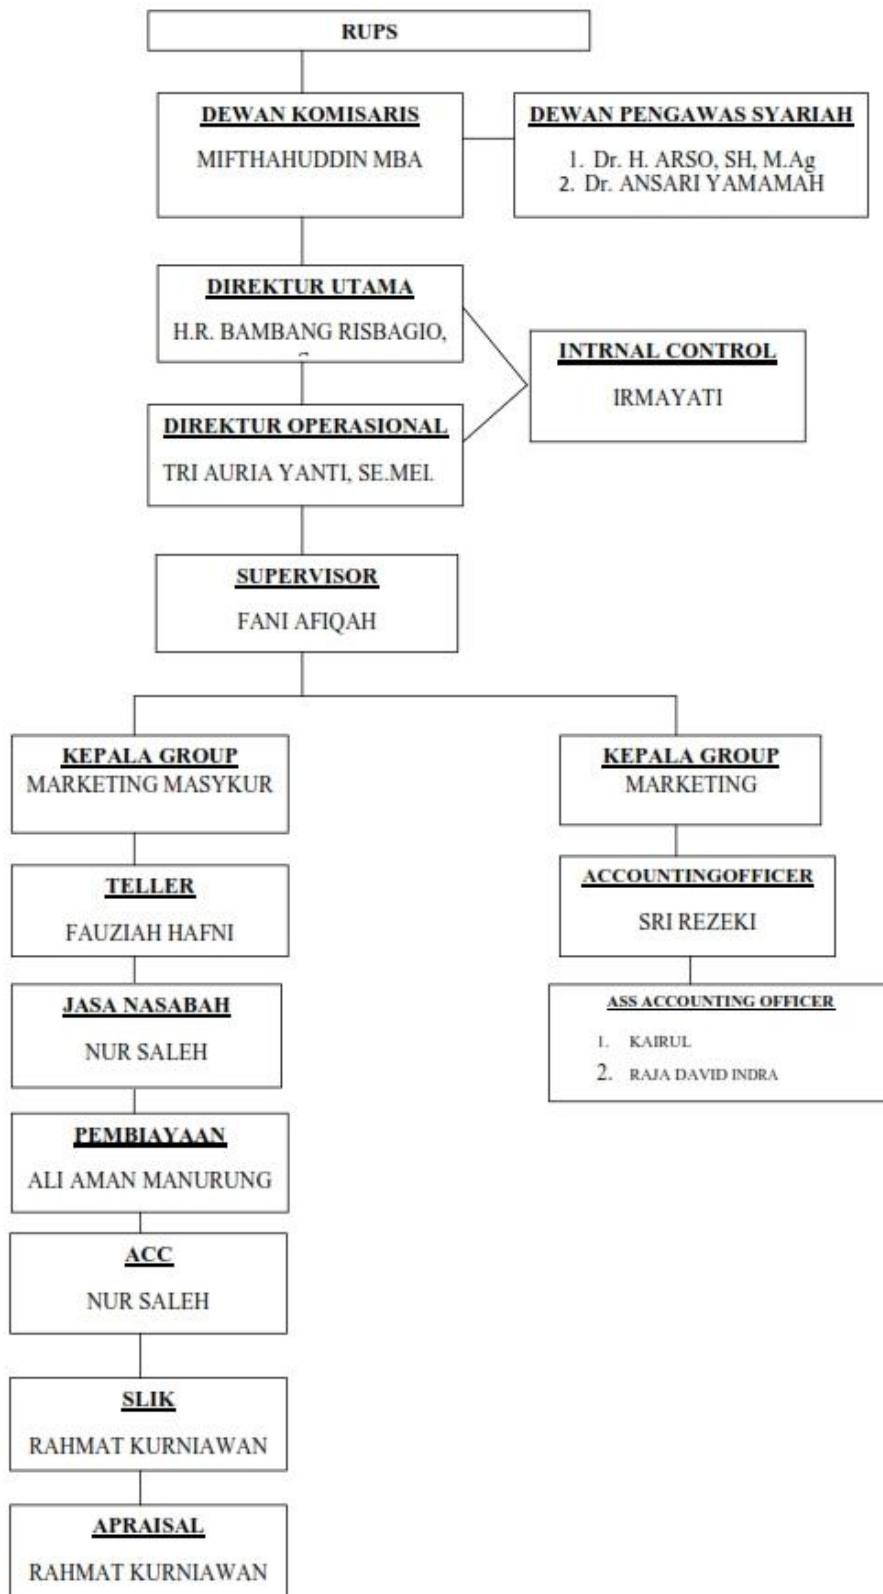 RUPS
DEWAN KOMISARIS
MIFTHAHUDDIN MBA
DEWAN PENGAWAS SYARIAH
1. Dr. H. ARSO, SH, M.Ag
2. Dr. ANSARI YAMAMAH
DIREKTUR UTAMA
H.R. BAMBANG RISBAGIO,
INTRNAL CONTROL
IRMAYATI
DIREKTUR OPERASIONAL
TRI AURIA YANTI, SE.MEI.
SUPERVISOR
FANI AFIQAH
KEPALA GROUP
MARKETING MASYKUR
TELLER
FAUZIAH HAFNI
JASA NASABAH
NUR SALEH
PEMBIAYAAN
ALI AMAN MANURUNG
ACC
NUR SALEH
SLIK
RAHMAT KURNIAWAN
APRAISAL
RAHMAT KURNIAWAN
KEPALA GROUP
MARKETING
ACCOUNTINGOFFICER
SRI REZEKI
ASS ACCOUNTING OFFICER
1. KAIRUL
2. RAJA DAVID INDRA